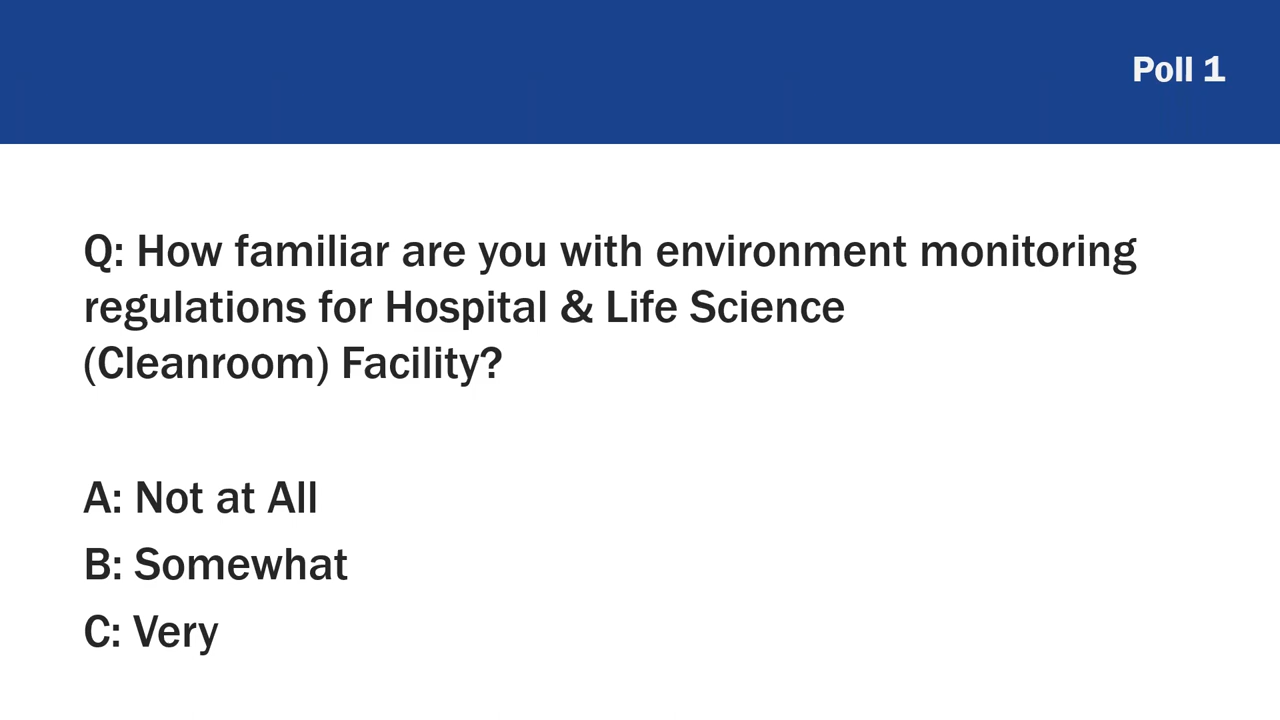 Poll 1
Q: How familiar are you with environment monitoring
regulations for Hospital & Life Science
(Cleanroom) Facility?
A: Not at All
B: Somewhat
C: Very